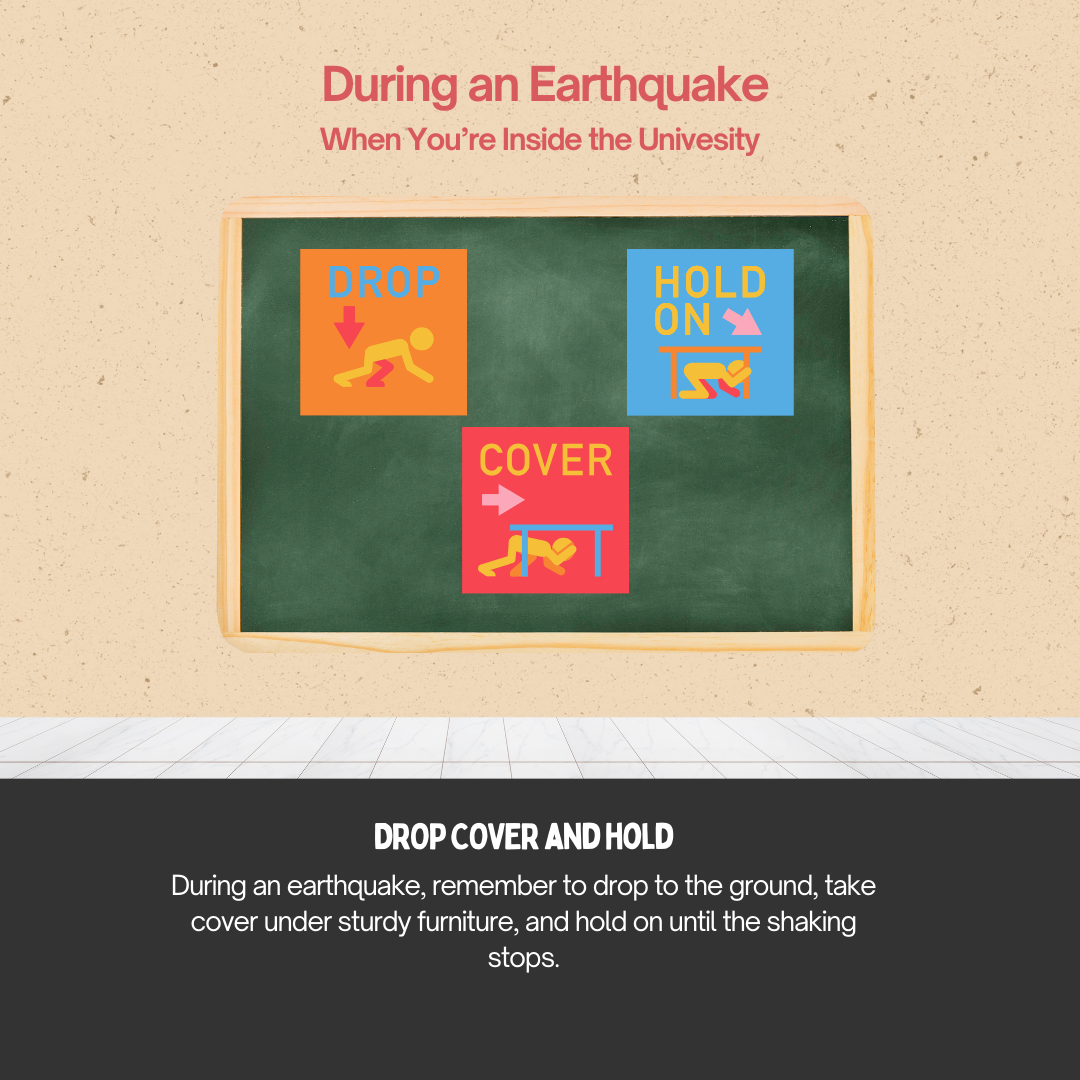 During an Earthquake
When You're Inside the Univesity
DROP
HOLD
ON
COVER
DROP COVER AND HOLD
During an earthquake, remember to drop to the ground, take
cover under sturdy furniture, and hold on until the shaking
stops.